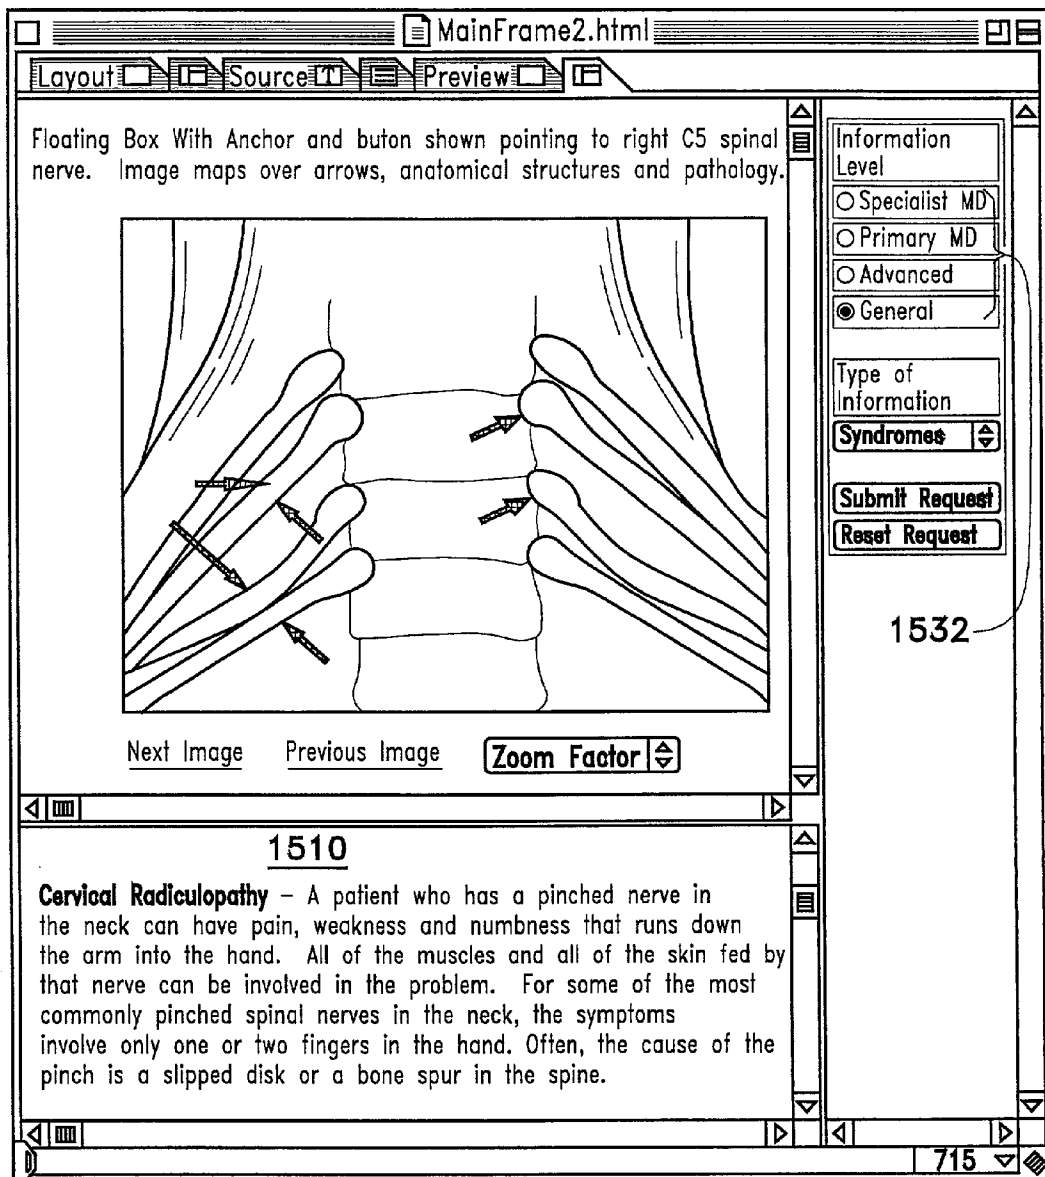 MainFrame2.html
Layout Source Preview
Floating Box With Anchor and buton shown pointing to right C5 spinal
nerve. Image maps over arrows, anatomical structures and pathology.
Next Image Previous Image Zoom Factor
Information
Level
Specialist MD
Primary MD
Advanced
General
Type of
Information
Syndromes
Submit Request
Reset Request
1532
1510
Cervical Radiculopathy – A patient who has a pinched nerve in
the neck can have pain, weakness and numbness that runs down
the arm into the hand. All of the muscles and all of the skin fed by
that nerve can be involved in the problem. For some of the most
commonly pinched spinal nerves in the neck, the symptoms
involve only one or two fingers in the hand. Often, the cause of the
pinch is a slipped disk or a bone spur in the spine.
715